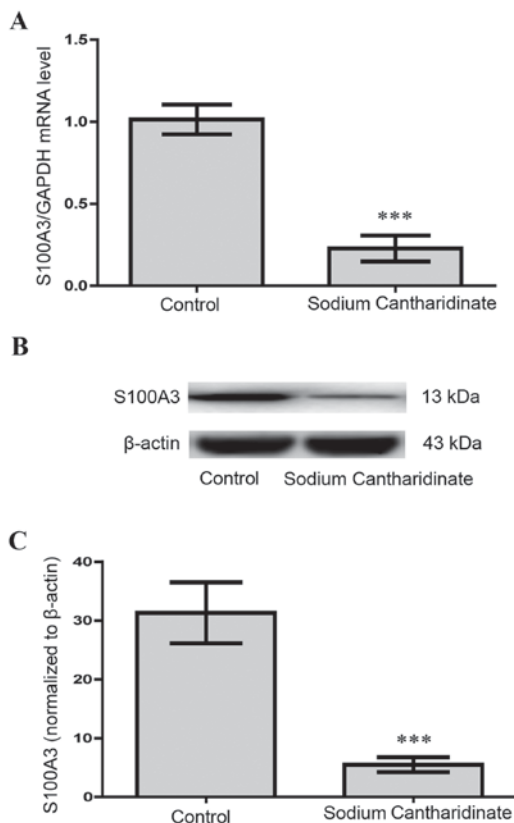 A
S100A3/GAPDH mRNA level
1.5
1.0
0.5
0.0
***
Control
Sodium Cantharidinate
B
S100A3
13 kDa
β-actin
43 kDa
Control
Sodium Cantharidinate
C
S100A3 (normalized to β-actin)
40
30
20
10
0
***
Control
Sodium Cantharidinate